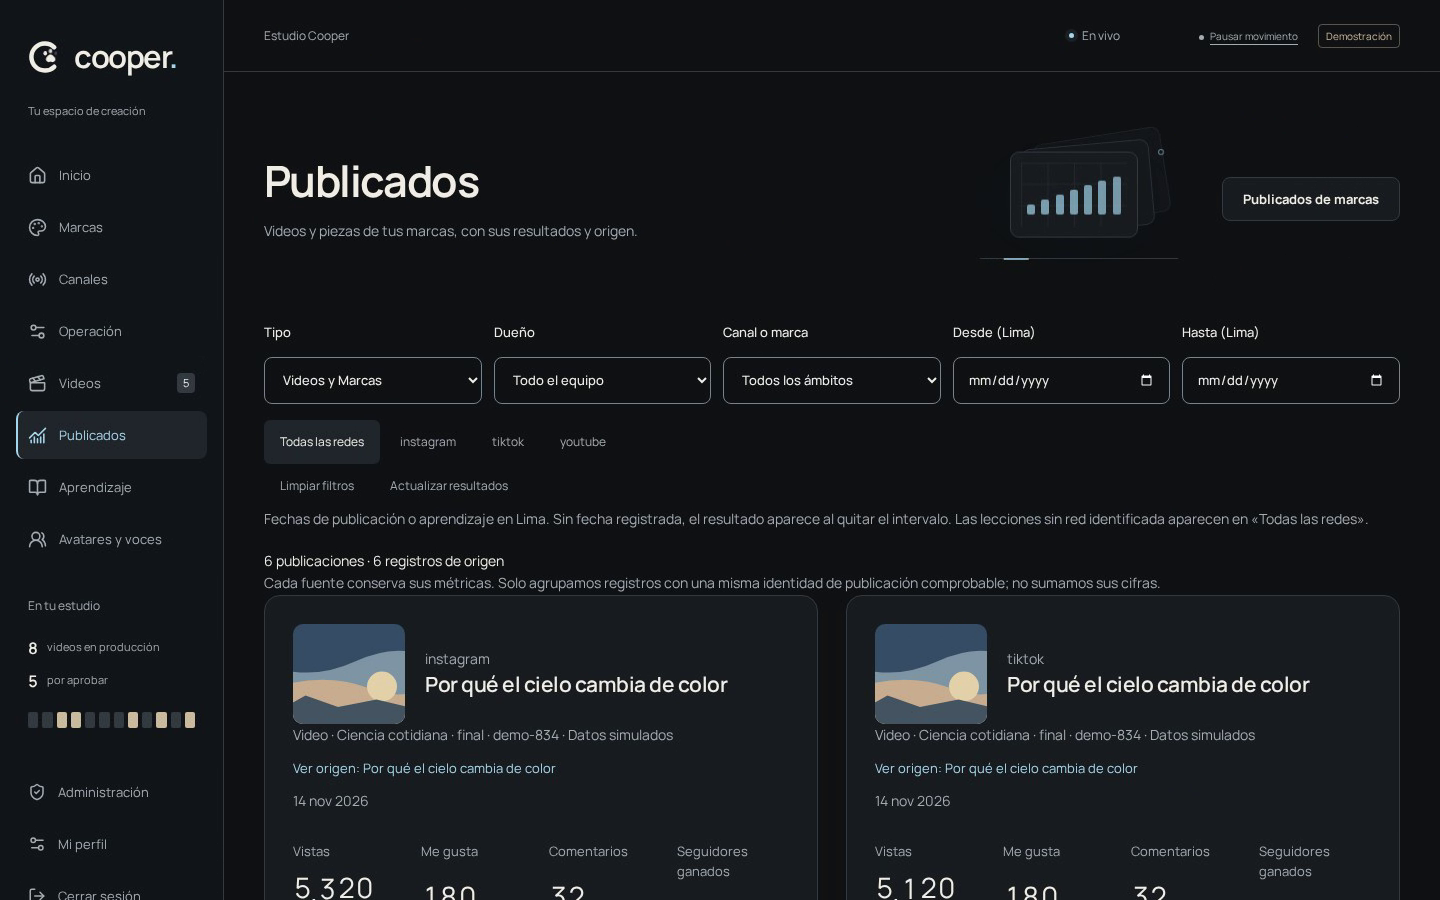 cooper.
Tu espacio de creación
Inicio
Marcas
Canales
Operación
Videos 5
Publicados
Aprendizaje
Avatares y voces
En tu estudio
8 videos en producción
5 por aprobar
Administración
Mi perfil
Cerrar sesión
Estudio Cooper
En vivo
Pausar movimiento
Demostración
Publicados
Videos y piezas de tus marcas, con sus resultados y origen.
Publicados de marcas
Tipo Dueño Canal o marca Desde (Lima) Hasta (Lima)
Videos y Marcas Todo el equipo Todos los ámbitos mm/dd/yyyy mm/dd/yyyy
Todas las redes instagram tiktok youtube
Limpiar filtros Actualizar resultados
Fechas de publicación o aprendizaje en Lima. Sin fecha registrada, el resultado aparece al quitar el intervalo. Las lecciones sin red identificada aparecen en «Todas las redes».
6 publicaciones · 6 registros de origen
Cada fuente conserva sus métricas. Solo agrupamos registros con una misma identidad de publicación comprobable; no sumamos sus cifras.
instagram
Por qué el cielo cambia de color
Video · Ciencia cotidiana · final · demo-834 · Datos simulados
Ver origen: Por qué el cielo cambia de color
14 nov 2026
Vistas Me gusta Comentarios Seguidores ganados
5,320 180 32
tiktok
Por qué el cielo cambia de color
Video · Ciencia cotidiana · final · demo-834 · Datos simulados
Ver origen: Por qué el cielo cambia de color
14 nov 2026
Vistas Me gusta Comentarios Seguidores ganados
5,120 180 32